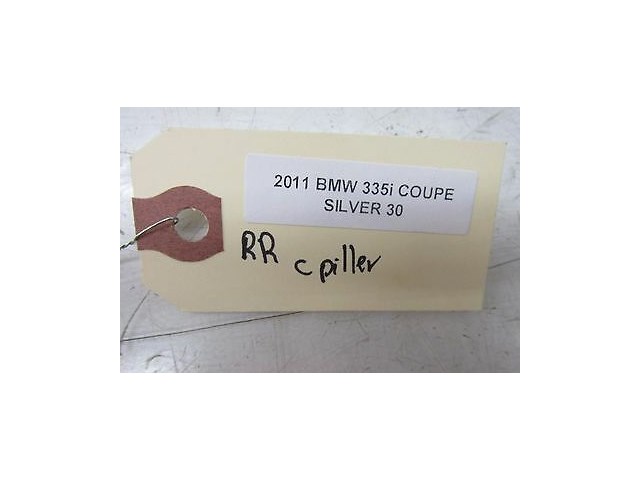 2011 BMW 335i COUPE
SILVER 30
RR c piller